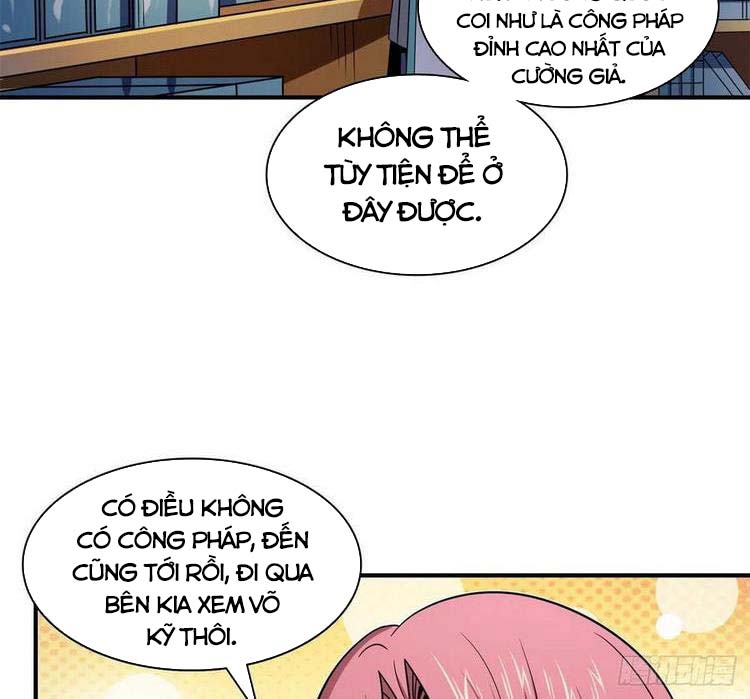 COI NHƯ LÀ CÔNG PHÁP
ĐỈNH CAO NHẤT CỦA
CƯỜNG GIẢ.
KHÔNG THỂ
TÙY TIỆN ĐỂ Ở
ĐÂY ĐƯỢC.
CÓ ĐIỀU KHÔNG
CÓ CÔNG PHÁP, ĐẾN
CŨNG TỚI RỒI, ĐI QUA
BÊN KIA XEM VÕ
KỸ THÔI.